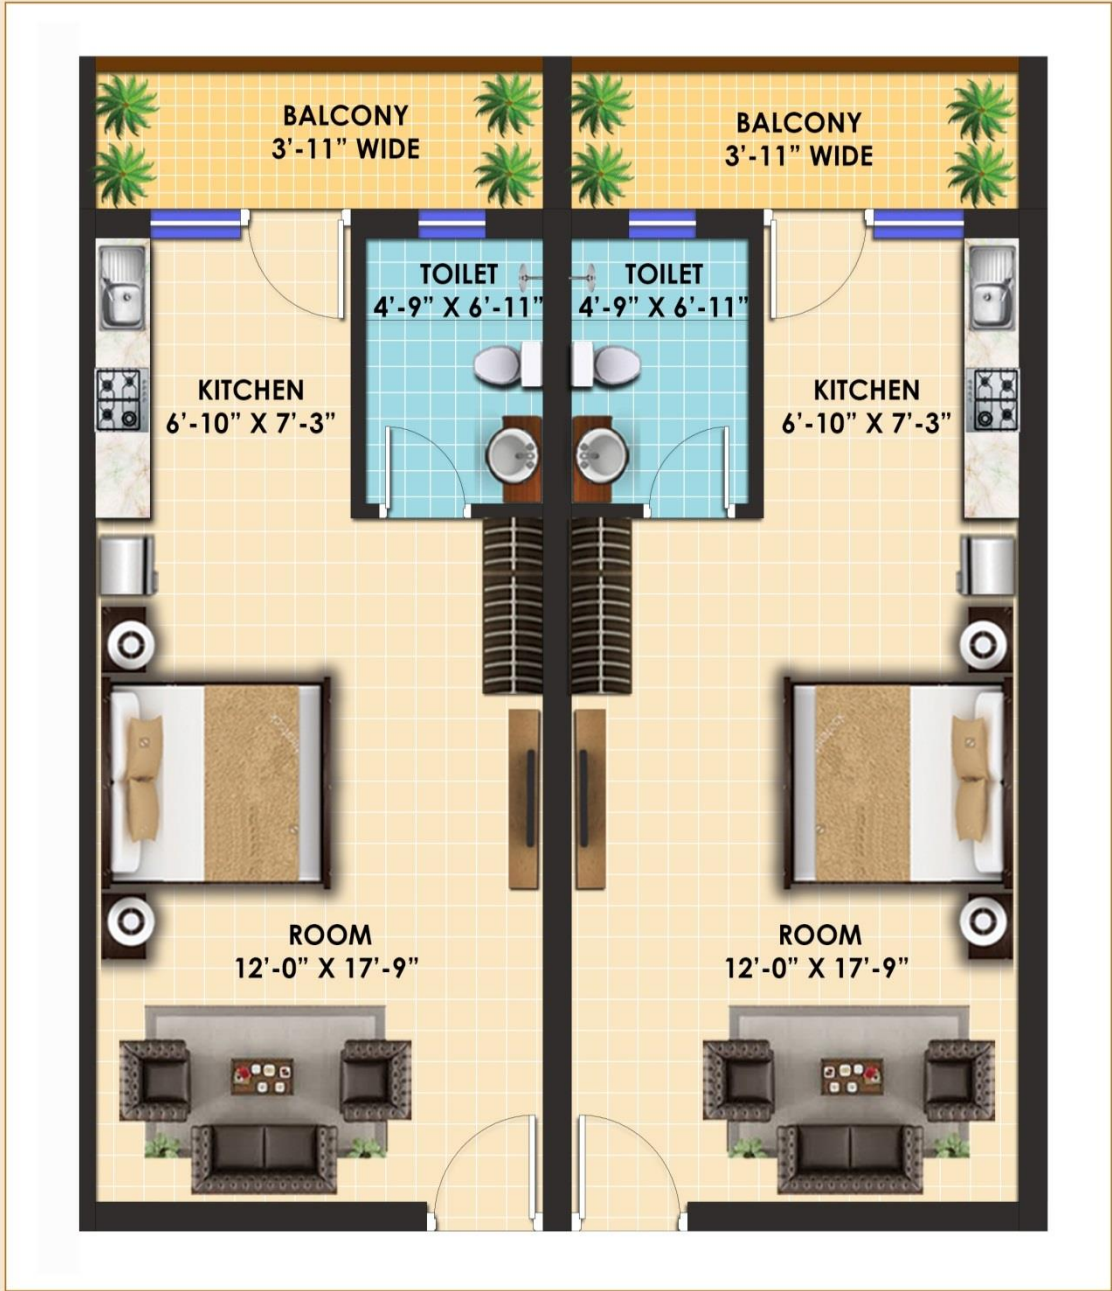 BALCONY
3’-11” WIDE
BALCONY
3’-11” WIDE
TOILET
4’-9” X 6’-11”
TOILET
4’-9” X 6’-11”
KITCHEN
6’-10” X 7’-3”
KITCHEN
6’-10” X 7’-3”
ROOM
12’-0” X 17’-9”
ROOM
12’-0” X 17’-9”